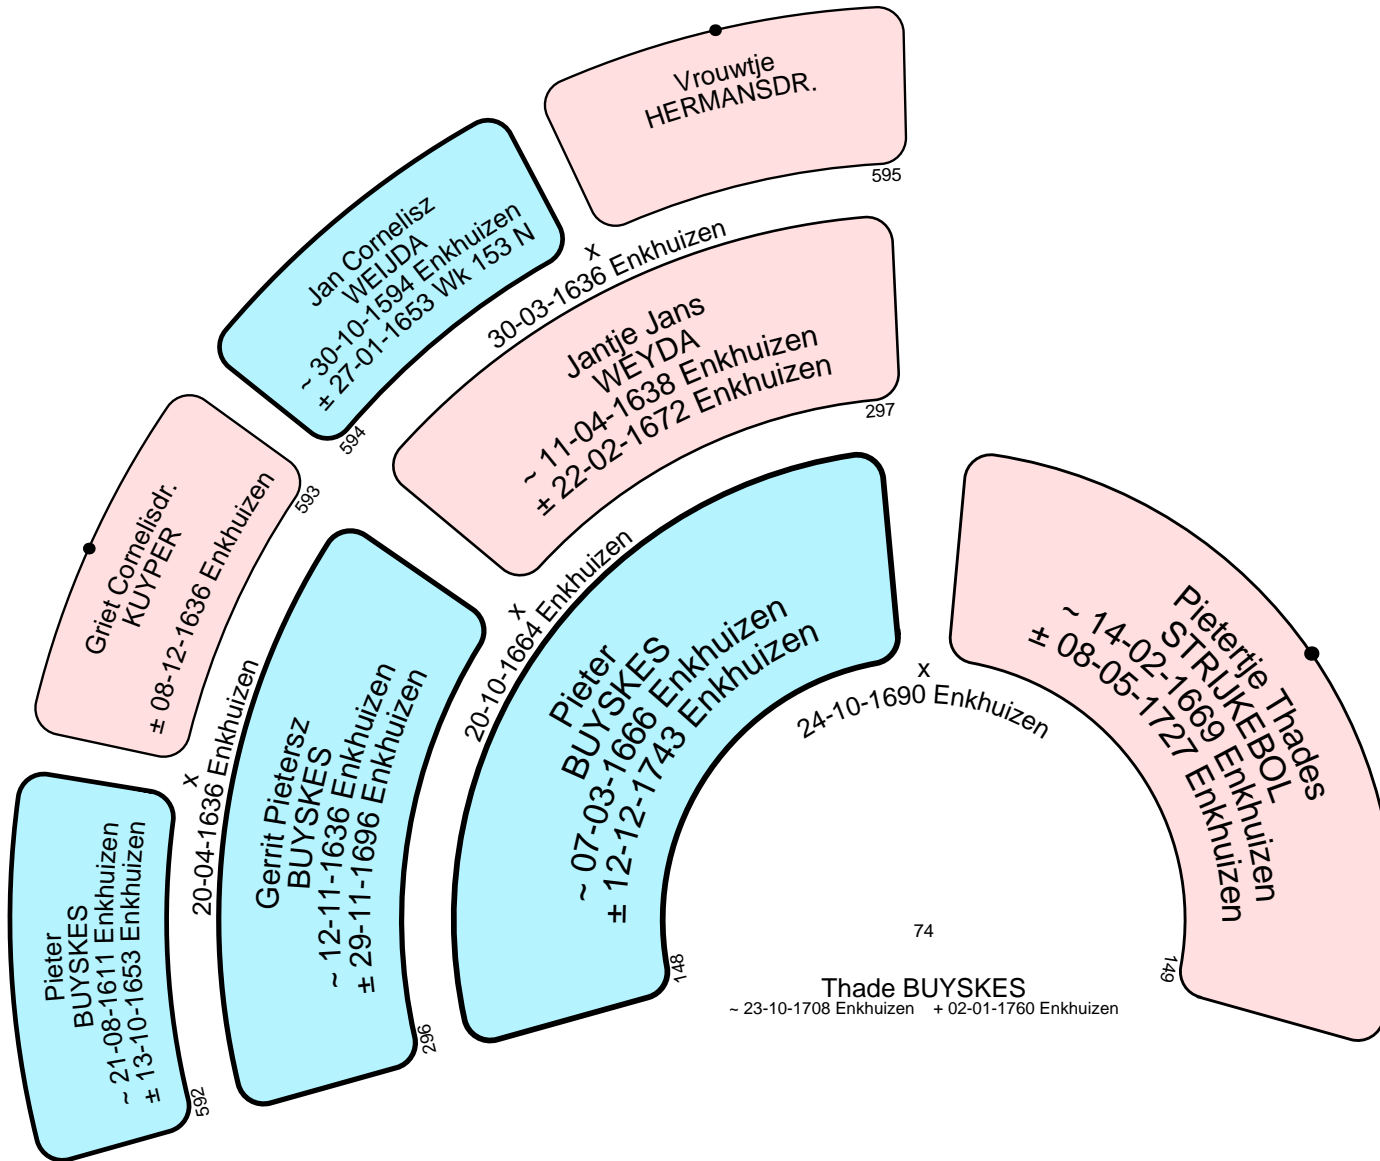 Vrouwtje
HERMANSDR.
595
Jan Cornelisz
WEIJDA
~ 30-10-1594 Enkhuizen
± 27-01-1653 Wk 153 N
594
x
30-03-1636 Enkhuizen
Jantje Jans
WEYDA
~ 11-04-1638 Enkhuizen
± 22-02-1672 Enkhuizen
297
Griet Cornelisdr.
KUYPER
± 08-12-1636 Enkhuizen
593
x
20-04-1636 Enkhuizen
Pieter
BUYSKES
~ 21-08-1611 Enkhuizen
± 13-10-1653 Enkhuizen
592
Gerrit Pietersz
BUYSKES
~ 12-11-1636 Enkhuizen
± 29-11-1696 Enkhuizen
296
x
20-10-1664 Enkhuizen
Pieter
BUYSKES
~ 07-03-1666 Enkhuizen
± 12-12-1743 Enkhuizen
148
x
24-10-1690 Enkhuizen
Pietertje Thades
STRIJKEBOL
~ 14-02-1669 Enkhuizen
± 08-05-1727 Enkhuizen
149
74
Thade BUYSKES
~ 23-10-1708 Enkhuizen + 02-01-1760 Enkhuizen